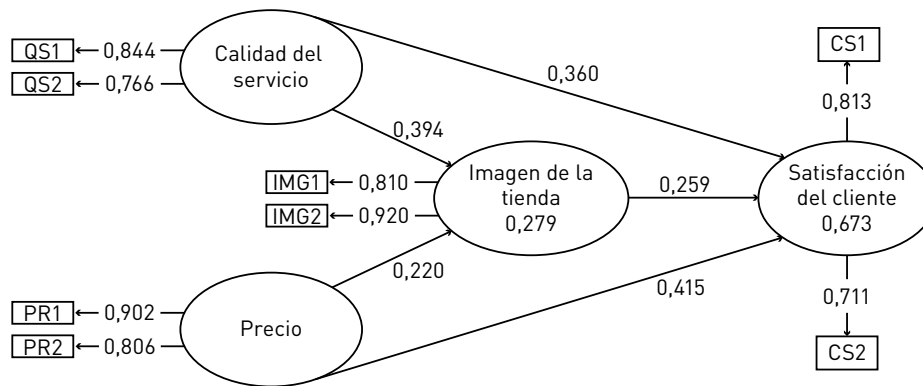 QS1
0,844
QS2
0,766
Calidad del
servicio
0,360
CS1
0,813
0,394
IMG1
0,810
IMG2
0,920
Imagen de la
tienda
0,279
0,259
Satisfacción
del cliente
0,673
0,220
0,415
PR1
0,902
PR2
0,806
Precio
0,711
CS2